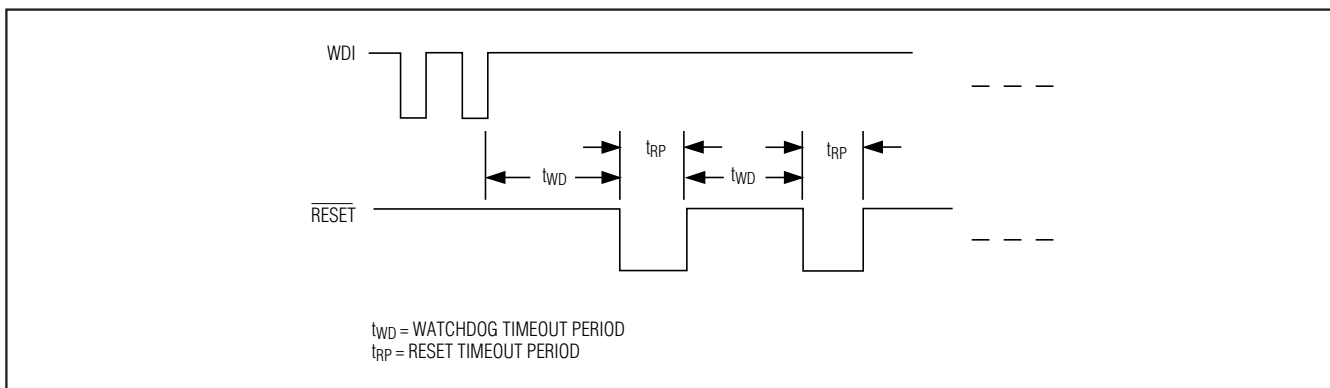 WDI
tRP
tRP
tWD
tWD
RESET
tWD = WATCHDOG TIMEOUT PERIOD
tRP = RESET TIMEOUT PERIOD